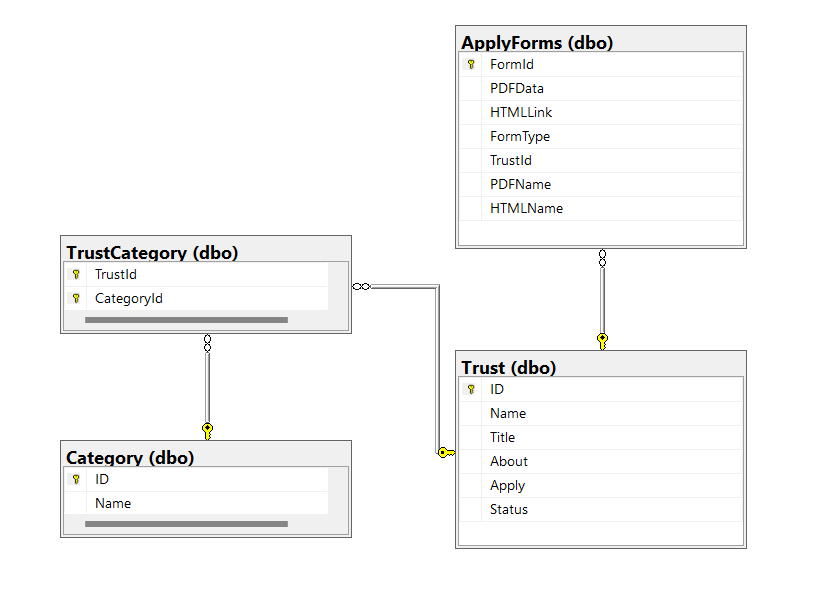 ApplyForms (dbo)
FormId
PDFData
HTMLLink
FormType
TrustId
PDFName
HTMLName
TrustCategory (dbo)
TrustId
CategoryId
Trust (dbo)
ID
Name
Title
About
Apply
Status
Category (dbo)
ID
Name